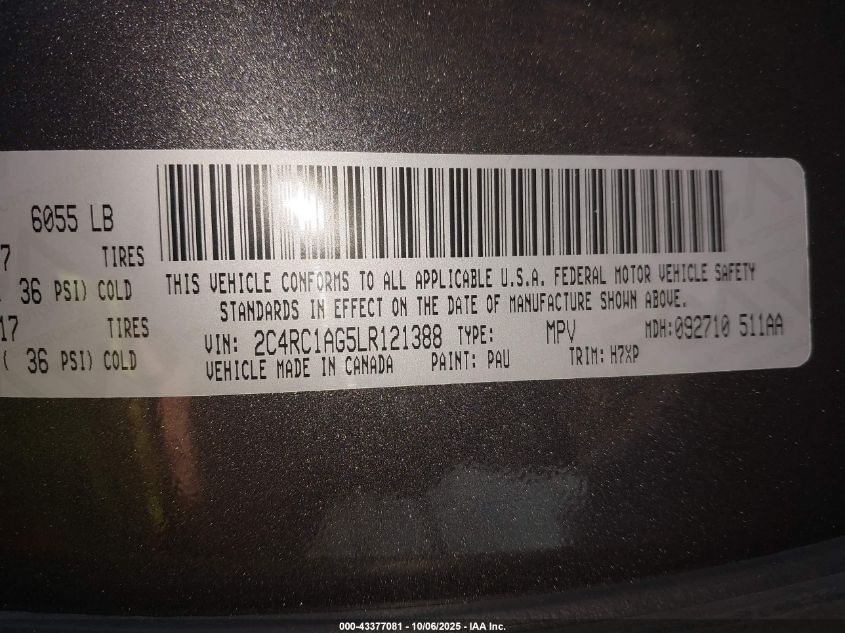 6055 LB
7 TIRES
36 PSI) COLD
17 TIRES
( 36 PSI) COLD
THIS VEHICLE CONFORMS TO ALL APPLICABLE U.S.A. FEDERAL MOTOR VEHICLE SAFETY
STANDARDS IN EFFECT ON THE DATE OF MANUFACTURE SHOWN ABOVE.
VIN: 2C4RC1AG5LR121388 TYPE: MPV MDH:092710 511AA
VEHICLE MADE IN CANADA PAINT: PAU TRIM: H7XP
000-43377081 - 10/06/2025 - IAA Inc.